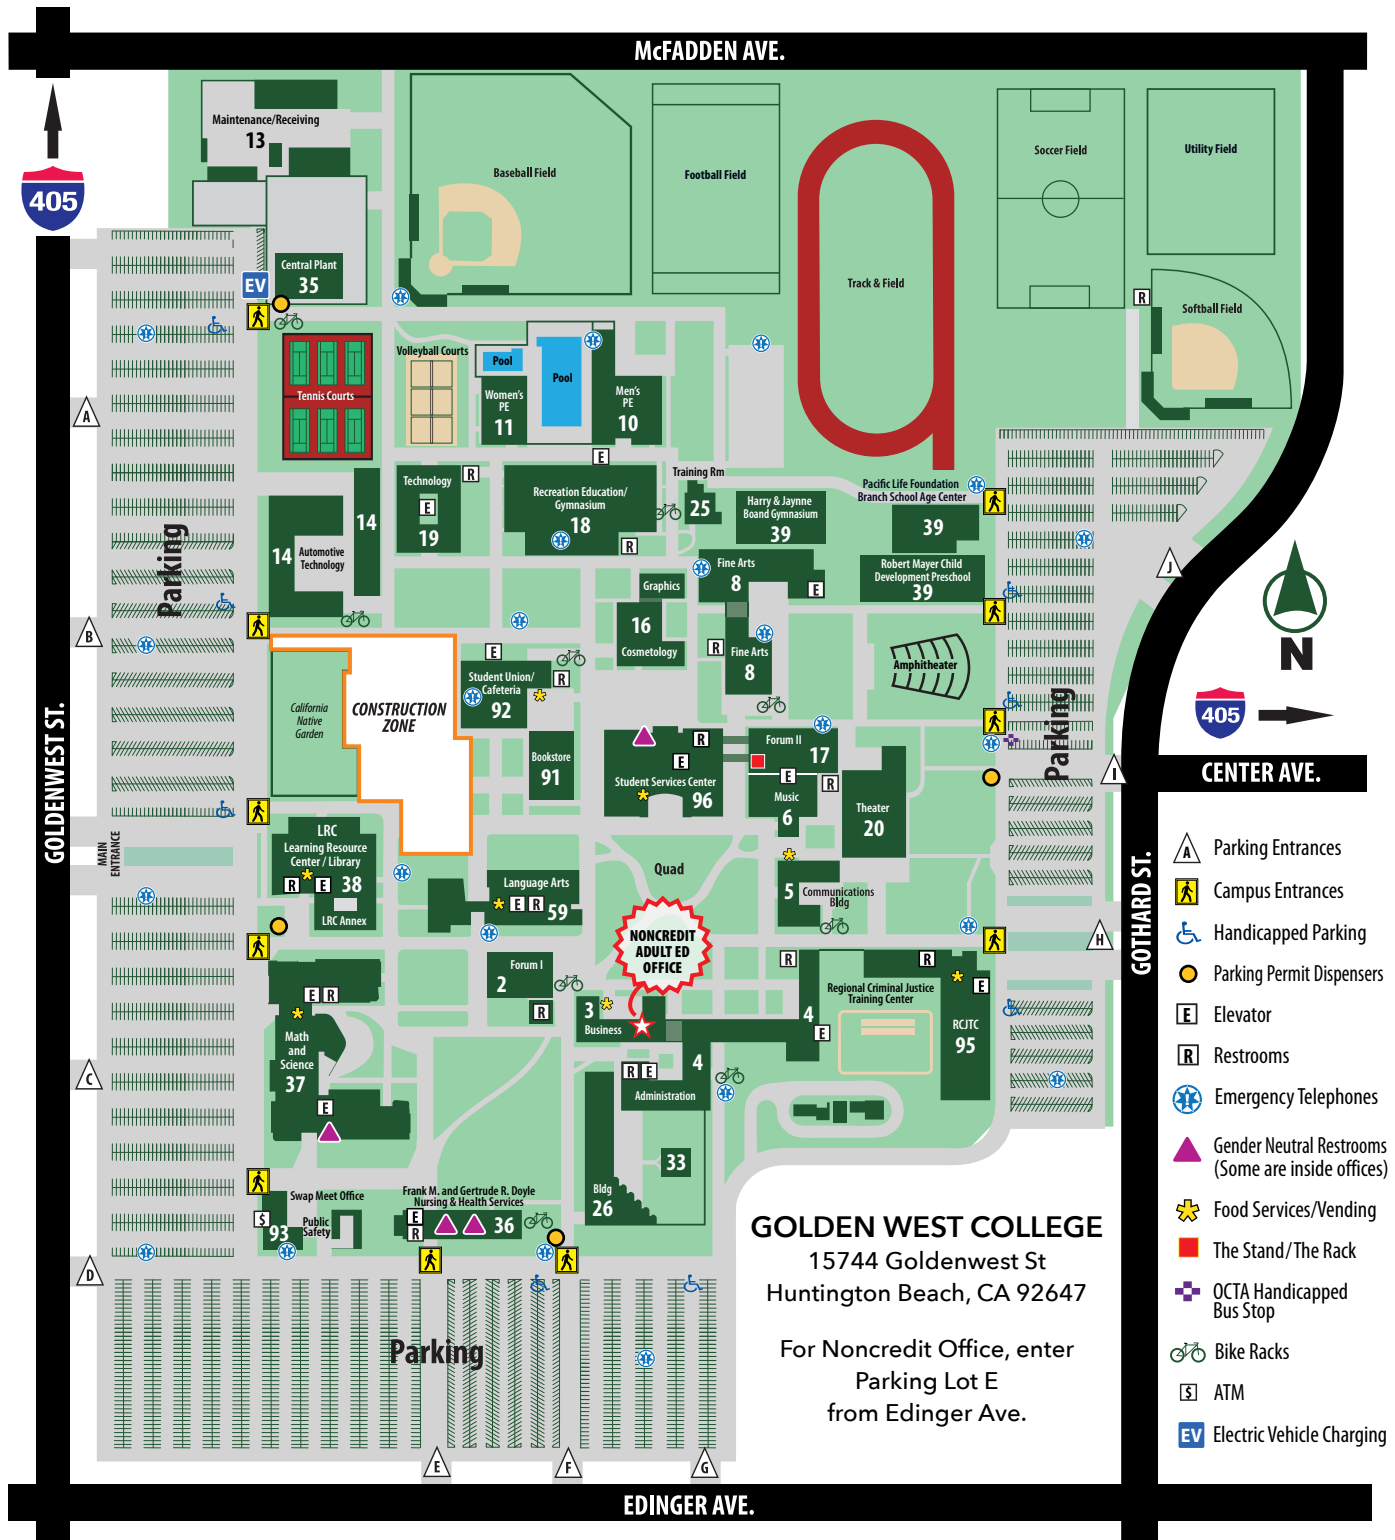 McFADDEN AVE.
405
GOLDENWEST ST.
Maintenance/Receiving
13
Central Plant
35
EV
Baseball Field
Football Field
Track & Field
Soccer Field
Utility Field
Softball Field
R
Tennis Courts
Volleyball Courts
Pool
Pool
Women's
PE
11
Men's
PE
10
E
A
Parking
14
14
Automotive
Technology
Technology
E
19
R
Recreation Education/
Gymnasium
18
R
Training Rm
25
Harry & Jaynne
Boand Gymnasium
39
Pacific Life Foundation
Branch School Age Center
39
Robert Mayer Child
Development Preschool
39
Fine Arts
8
E
Graphics
16
Cosmetology
R
Fine Arts
8
Amphitheater
J
N
405
B
California
Native
Garden
CONSTRUCTION
ZONE
E
Student Union/
Cafeteria
92
R
Bookstore
91
R
E
Student Services Center
96
Forum II
17
E
R
Music
6
Theater
20
Parking
I
CENTER AVE.
MAIN
ENTRANCE
LRC
Learning Resource
Center / Library
R
E
38
LRC Annex
Language Arts
E
R
59
Quad
5
Communications
Bldg
NONCREDIT
ADULT ED
OFFICE
H
GOTHARD ST.
Forum I
2
R
3
Business
R
4
Regional Criminal Justice
Training Center
E
R
E
RCJTC
95
E
R
Math
and
Science
37
E
C
R
E
4
Administration
33
Bldg
26
Swap Meet Office
$
93
Public
Safety
Frank M. and Gertrude R. Doyle
Nursing & Health Services
E
R
36
D
Parking
E
F
G
EDINGER AVE.
GOLDEN WEST COLLEGE
15744 Goldenwest St
Huntington Beach, CA 92647
For Noncredit Office, enter
Parking Lot E
from Edinger Ave.
A Parking Entrances
Campus Entrances
Handicapped Parking
Parking Permit Dispensers
E Elevator
R Restrooms
Emergency Telephones
Gender Neutral Restrooms
(Some are inside offices)
Food Services/Vending
The Stand/The Rack
OCTA Handicapped
Bus Stop
Bike Racks
$ ATM
EV Electric Vehicle Charging